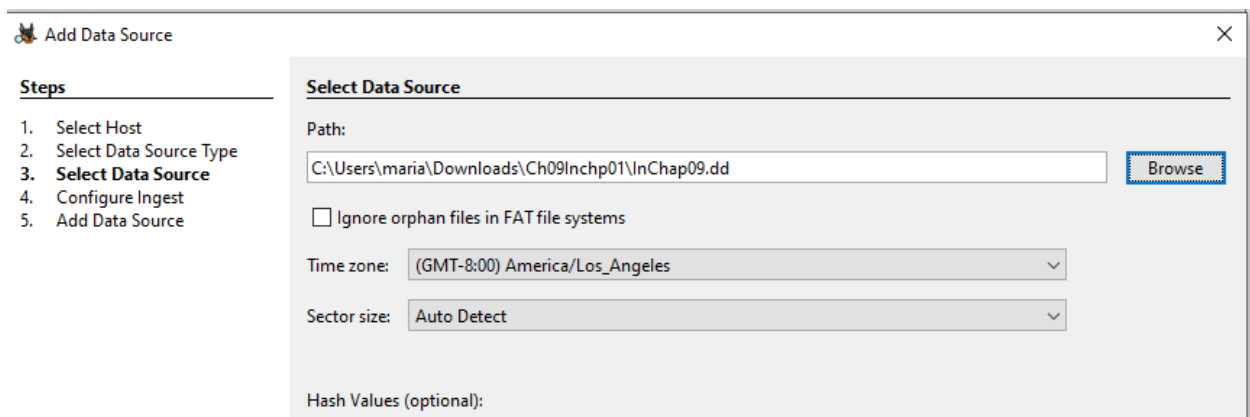 Add Data Source
Steps
1. Select Host
2. Select Data Source Type
3. Select Data Source
4. Configure Ingest
5. Add Data Source
Select Data Source
Path:
C:\Users\maria\Downloads\Ch09Inchp01\InChap09.dd
Browse
Ignore orphan files in FAT file systems
Time zone: (GMT-8:00) America/Los_Angeles
Sector size: Auto Detect
Hash Values (optional):